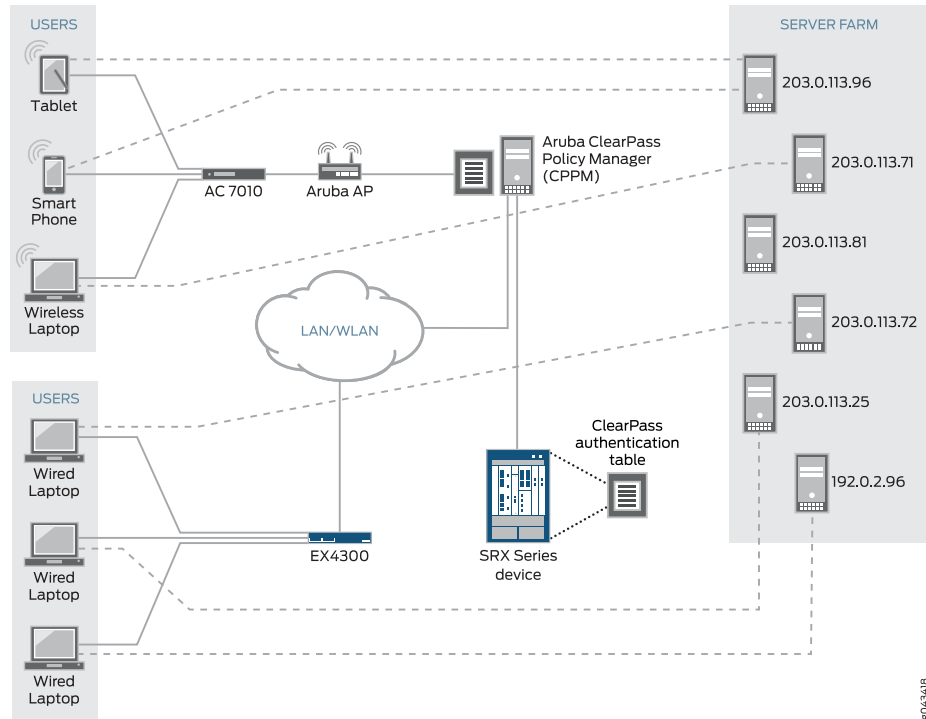 USERS
Tablet
Smart
Phone
Wireless
Laptop
AC 7010
Aruba AP
Aruba ClearPass
Policy Manager
(CPPM)
SERVER FARM
203.0.113.96
203.0.113.71
203.0.113.81
203.0.113.72
203.0.113.25
192.0.2.96
LAN/WLAN
USERS
Wired
Laptop
Wired
Laptop
Wired
Laptop
EX4300
SRX Series
device
ClearPass
authentication
table
g043418